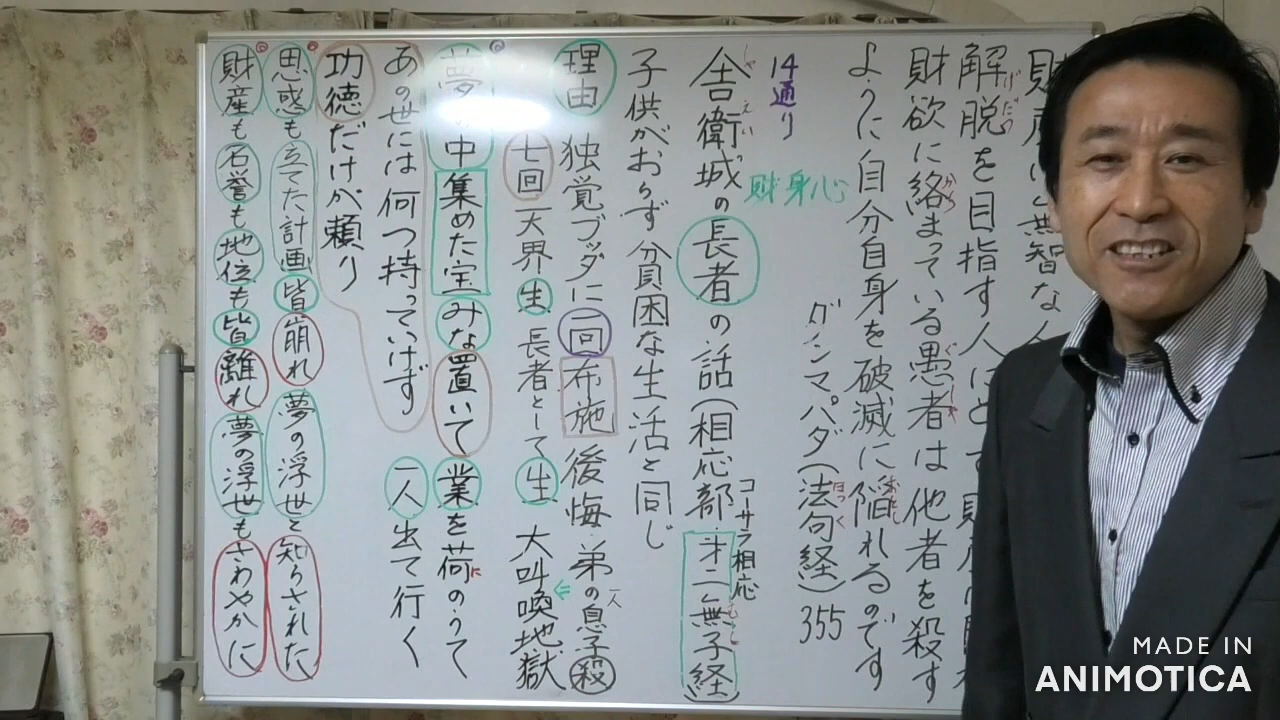 財産は無智な人
解脱を目指す人にと
財欲に絡まっている愚者は他者を殺す
ように自分自身を破滅に陥れるのです
ダンマパダ(法句経)355
14通り
財身心
舎衛城の長者の話(相応部 コーサラ相応 才二無子経)
子供がおらず貧困な生活と同じ
理由 独覚ブッダに一回布施 後悔 弟の一人息子殺
七回 天界生 長者として生 大叫喚地獄
夢の中集めた宝みな置いて業を荷のうて
あの世には何つ持っていけず 一人出て行く
功徳だけが頼り
思惑も立てた計画皆崩れ夢の浮世と知らされた
財産も名誉も地位も皆離れ夢の浮世もさわやかに
MADE IN
ANIMOTICA